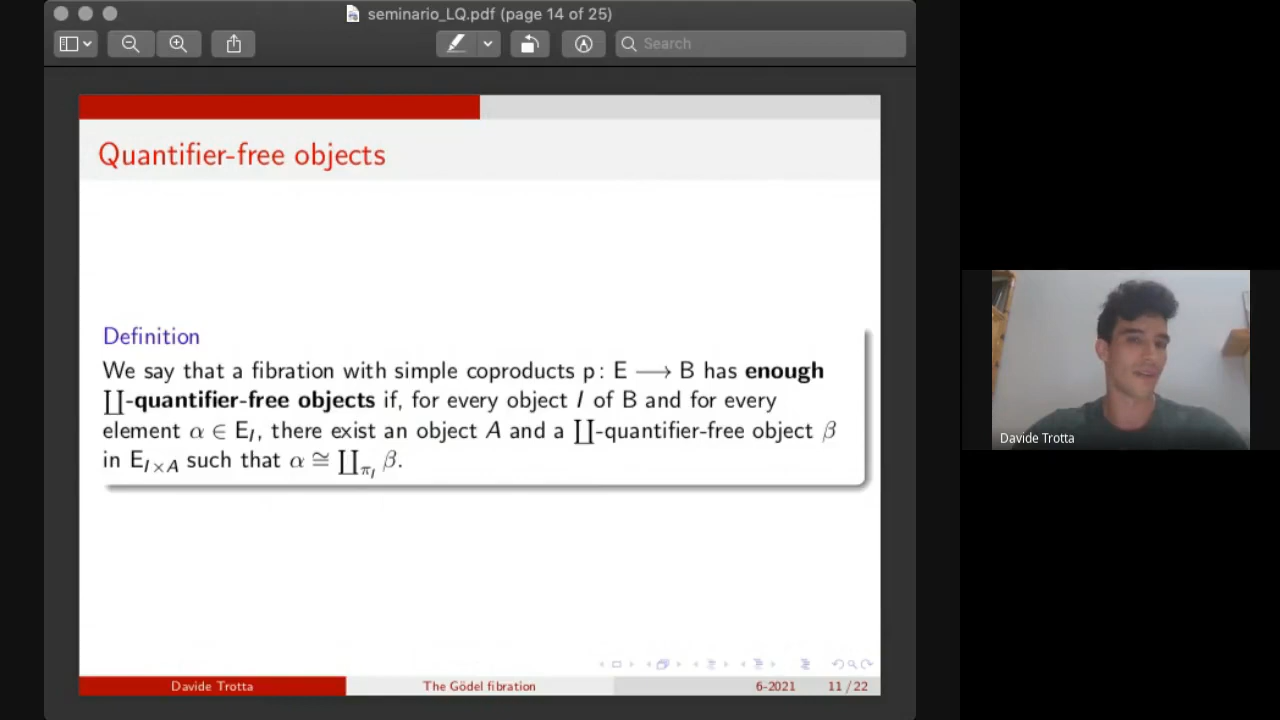 seminario_LQ.pdf (page 14 of 25)
Search
Quantifier-free objects
Definition
We say that a fibration with simple coproducts p: E ⟶ B has enough
∐-quantifier-free objects if, for every object I of B and for every
element α ∈ E_I, there exist an object A and a ∐-quantifier-free object β
in E_{I×A} such that α ≅ ∐_{π_I} β.
Davide Trotta
Davide Trotta The Gödel fibration 6-2021 11 / 22